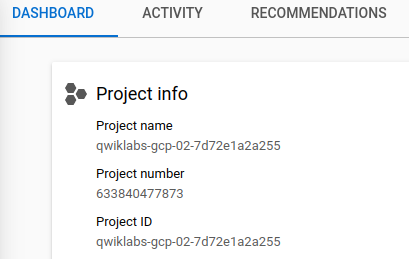 DASHBOARD ACTIVITY RECOMMENDATIONS
Project info
Project name
qwiklabs-gcp-02-7d72e1a2a255
Project number
633840477873
Project ID
qwiklabs-gcp-02-7d72e1a2a255